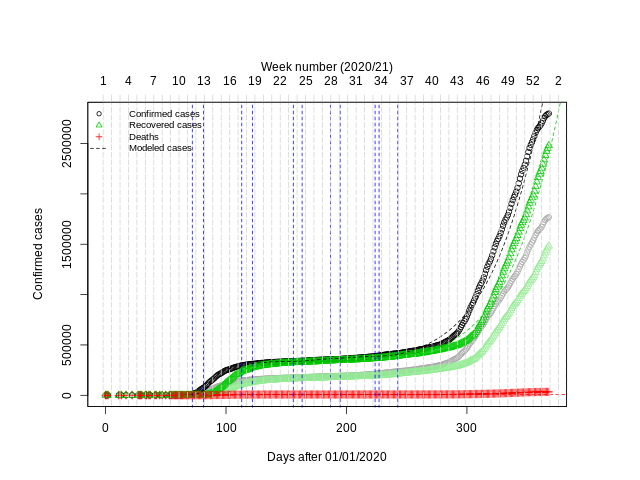 Week number (2020/21)
1 4 7 10 13 16 19 22 25 28 31 34 37 40 43 46 49 52 2
Confirmed cases
Recovered cases
Deaths
Modeled cases
Confirmed cases
2500000
1500000
500000
0
0 100 200 300
Days after 01/01/2020